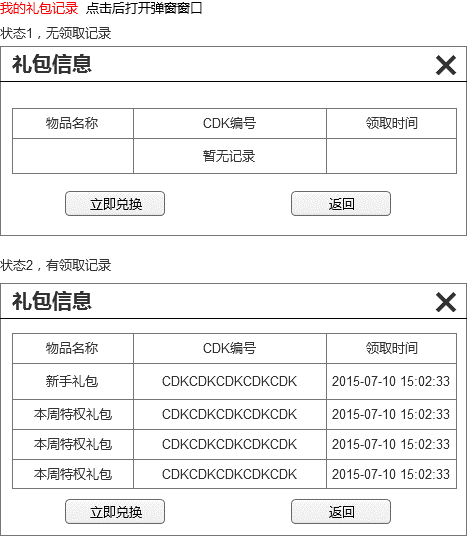 我的礼包记录 点击后打开弹窗窗口
状态1，无领取记录
礼包信息
物品名称 CDK编号 领取时间
暂无记录
立即兑换 返回
状态2，有领取记录
礼包信息
物品名称 CDK编号 领取时间
新手礼包 CDKCDKCDKCDKCDK 2015-07-10 15:02:33
本周特权礼包 CDKCDKCDKCDKCDK 2015-07-10 15:02:33
本周特权礼包 CDKCDKCDKCDKCDK 2015-07-10 15:02:33
本周特权礼包 CDKCDKCDKCDKCDK 2015-07-10 15:02:33
立即兑换 返回